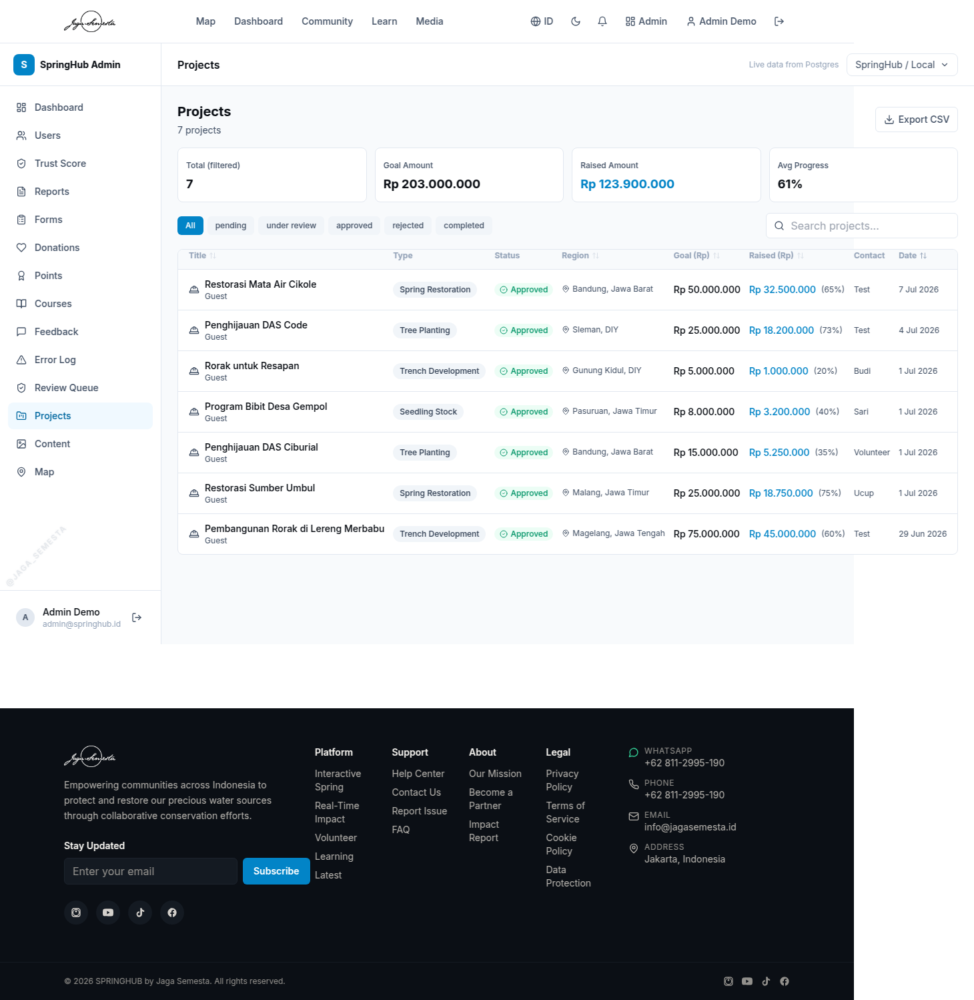 Jaga Semesta
Map
Dashboard
Community
Learn
Media
ID
Admin
Admin Demo
S
SpringHub Admin
Projects
Live data from Postgres
SpringHub / Local
Dashboard
Users
Trust Score
Reports
Forms
Donations
Points
Courses
Feedback
Error Log
Review Queue
Projects
Content
Map
@JAGA_SEMESTA
A
Admin Demo
admin@springhub.id
Projects
7 projects
Export CSV
Total (filtered)
7
Goal Amount
Rp 203.000.000
Raised Amount
Rp 123.900.000
Avg Progress
61%
All
pending
under review
approved
rejected
completed
Search projects...
Title Type Status Region Goal (Rp) Raised (Rp) Contact Date
Restorasi Mata Air Cikole
Guest
Spring Restoration Approved Bandung, Jawa Barat Rp 50.000.000 Rp 32.500.000 (65%) Test 7 Jul 2026
Penghijauan DAS Code
Guest
Tree Planting Approved Sleman, DIY Rp 25.000.000 Rp 18.200.000 (73%) Test 4 Jul 2026
Rorak untuk Resapan
Guest
Trench Development Approved Gunung Kidul, DIY Rp 5.000.000 Rp 1.000.000 (20%) Budi 1 Jul 2026
Program Bibit Desa Gempol
Guest
Seedling Stock Approved Pasuruan, Jawa Timur Rp 8.000.000 Rp 3.200.000 (40%) Sari 1 Jul 2026
Penghijauan DAS Ciburial
Guest
Tree Planting Approved Bandung, Jawa Barat Rp 15.000.000 Rp 5.250.000 (35%) Volunteer 1 Jul 2026
Restorasi Sumber Umbul
Guest
Spring Restoration Approved Malang, Jawa Timur Rp 25.000.000 Rp 18.750.000 (75%) Ucup 1 Jul 2026
Pembangunan Rorak di Lereng Merbabu
Guest
Trench Development Approved Magelang, Jawa Tengah Rp 75.000.000 Rp 45.000.000 (60%) Test 29 Jun 2026
Jaga Semesta
Empowering communities across Indonesia to
protect and restore our precious water sources
through collaborative conservation efforts.
Stay Updated
Enter your email
Subscribe
Platform
Interactive
Spring
Real-Time
Impact
Volunteer
Learning
Latest
Support
Help Center
Contact Us
Report Issue
FAQ
About
Our Mission
Become a
Partner
Impact
Report
Legal
Privacy
Policy
Terms of
Service
Cookie
Policy
Data
Protection
WHATSAPP
+62 811-2995-190
PHONE
+62 811-2995-190
EMAIL
info@jagasemesta.id
ADDRESS
Jakarta, Indonesia
© 2026 SPRINGHUB by Jaga Semesta. All rights reserved.